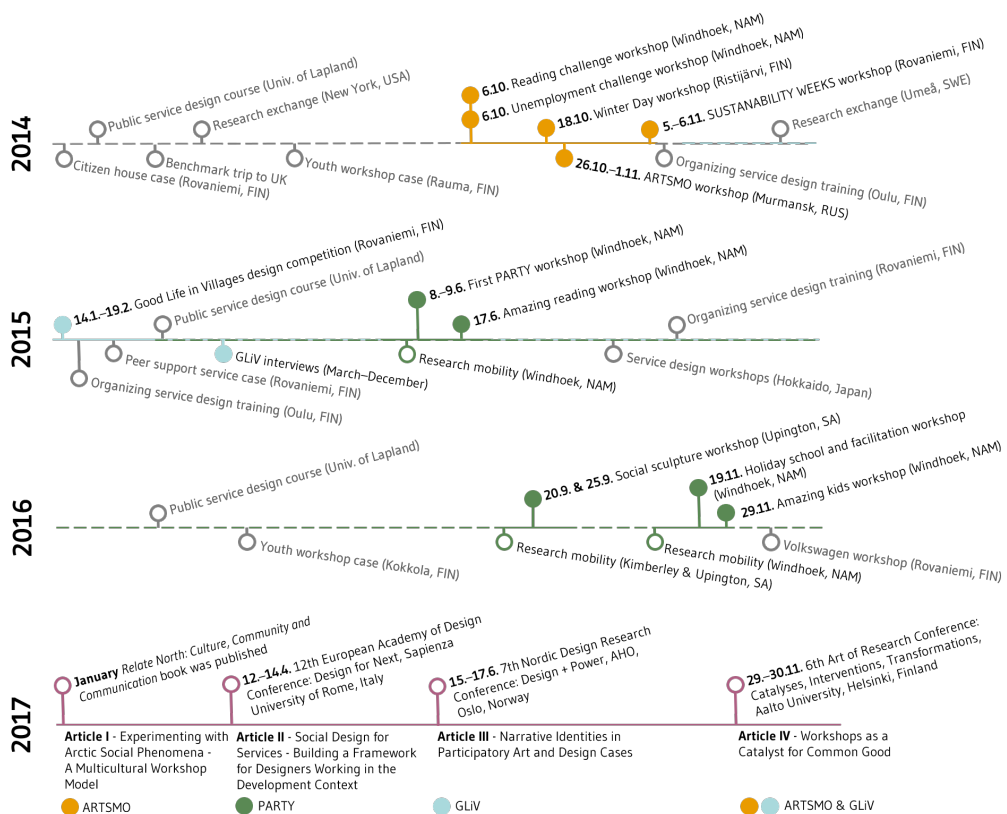 2014
6.10. Reading challenge workshop (Windhoek, NAM)
6.10. Unemployment challenge workshop (Windhoek, NAM)
18.10. Winter Day workshop (Ristijärvi, FIN)
5.–6.11. SUSTANABILITY WEEKS workshop (Rovaniemi, FIN)
Public service design course (Univ. of Lapland)
Research exchange (New York, USA)
Research exchange (Umeå, SWE)
Citizen house case (Rovaniemi, FIN)
Benchmark trip to UK
Youth workshop case (Rauma, FIN)
26.10.–1.11. ARTSMO workshop (Murmansk, RUS)
Organizing service design training (Oulu, FIN)
2015
14.1.–19.2. Good Life in Villages design competition (Rovaniemi, FIN)
Public service design course (Univ. of Lapland)
8.–9.6. First PARTY workshop (Windhoek, NAM)
17.6. Amazing reading workshop (Windhoek, NAM)
Organizing service design training (Rovaniemi, FIN)
Organizing service design training (Oulu, FIN)
Peer support service case (Rovaniemi, FIN)
GLiV interviews (March–December)
Research mobility (Windhoek, NAM)
Service design workshops (Hokkaido, Japan)
2016
Public service design course (Univ. of Lapland)
20.9. & 25.9. Social sculpture workshop (Upington, SA)
19.11. Holiday school and facilitation workshop
(Windhoek, NAM)
29.11. Amazing kids workshop (Windhoek, NAM)
Youth workshop case (Kokkola, FIN)
Research mobility (Kimberley & Upington, SA)
Research mobility (Windhoek, NAM)
Volkswagen workshop (Rovaniemi, FIN)
2017
January Relate North: Culture, Community and
Communication book was published
12.–14.4. 12th European Academy of Design
Conference: Design for Next, Sapienza
University of Rome, Italy
15.–17.6. 7th Nordic Design Research
Conference: Design + Power, AHO,
Oslo, Norway
29.–30.11. 6th Art of Research Conference:
Catalyses, Interventions, Transformations,
Aalto University, Helsinki, Finland
Article I - Experimenting with
Arctic Social Phenomena -
A Multicultural Workshop
Model
Article II - Social Design for
Services - Building a Framework
for Designers Working in the
Development Context
Article III - Narrative Identities in
Participatory Art and Design Cases
Article IV - Workshops as a
Catalyst for Common Good
ARTSMO
PARTY
GLiV
ARTSMO & GLiV